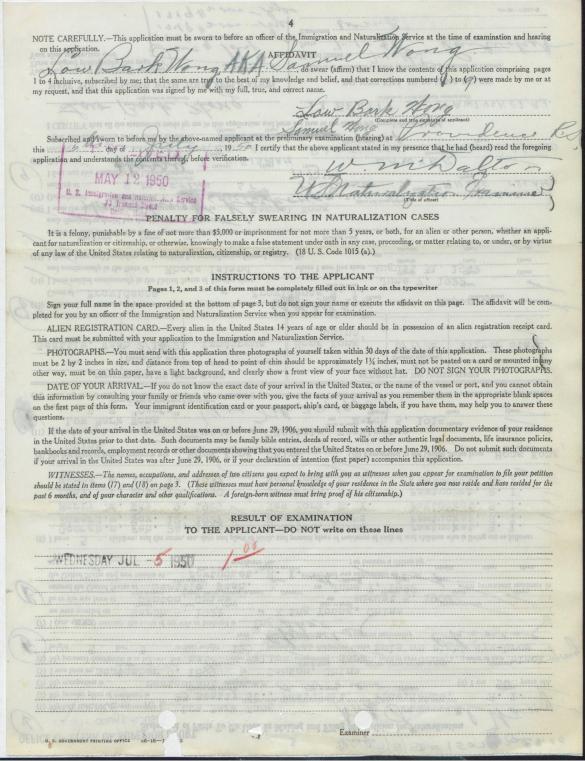 4
NOTE CAREFULLY.—This application must be sworn to before an officer of the Immigration and Naturalization Service at the time of examination and hearing
on this application.
AFFIDAVIT
Low Bark Wong AKA Samuel Wong
, do swear (affirm) that I know the contents of this application comprising pages
1 to 4 inclusive, subscribed by me; that the same are true to the best of my knowledge and belief, and that corrections numbered ( ) to ( ) were made by me or at
my request, and that this application was signed by me with my full, true, and correct name.
Low Bark Wong
(Complete and true signature of applicant)
Samuel Wong
Subscribed and sworn to before me by the above-named applicant at the preliminary examination (hearing) at Providence R.I.
this day of July, 1950 I certify that the above applicant stated in my presence that he had (heard) read the foregoing
application and understands the contents thereof, before verification.
W M Dalton
MAY 12 1950
U. S. Immigration and Naturalization Service
US Naturalization Examiner
(Title of officer)
PENALTY FOR FALSELY SWEARING IN NATURALIZATION CASES
It is a felony, punishable by a fine of not more than $5,000 or imprisonment for not more than 5 years, or both, for an alien or other person, whether an appli-
cant for naturalization or citizenship, or otherwise, knowingly to make a false statement under oath in any case, proceeding, or matter relating to, or under, or by virtue
of any law of the United States relating to naturalization, citizenship, or registry. (18 U. S. Code 1015 (a).)
INSTRUCTIONS TO THE APPLICANT
Pages 1, 2, and 3 of this form must be completely filled out in ink or on the typewriter
Sign your full name in the space provided at the bottom of page 3, but do not sign your name or execute the affidavit on this page. The affidavit will be com-
pleted for you by an officer of the Immigration and Naturalization Service when you appear for examination.
ALIEN REGISTRATION CARD.—Every alien in the United States 14 years of age or older should be in possession of an alien registration receipt card.
This card must be submitted with your application to the Immigration and Naturalization Service.
PHOTOGRAPHS.—You must send with this application three photographs of yourself taken within 30 days of the date of this application. These photographs
must be 2 by 2 inches in size, and distance from top of head to point of chin should be approximately 1¼ inches, must not be pasted on a card or mounted in any
other way, must be on thin paper, have a light background, and clearly show a front view of your face without hat. DO NOT SIGN YOUR PHOTOGRAPHS.
DATE OF YOUR ARRIVAL.—If you do not know the exact date of your arrival in the United States, or the name of the vessel or port, and you cannot obtain
this information by consulting your family or friends who came over with you, give the facts of your arrival as you remember them in the appropriate blank spaces
on the first page of this form. Your immigrant identification card or your passport, ship's card, or baggage labels, if you have them, may help you to answer these
questions.
If the date of your arrival in the United States was on or before June 29, 1906, you should submit with this application documentary evidence of your residence
in the United States prior to that date. Such documents may be family bible entries, deeds of record, wills or other authentic legal documents, life insurance policies,
bankbooks and records, employment records or other documents showing that you entered the United States on or before June 29, 1906. Do not submit such documents
if your arrival in the United States was after June 29, 1906, or if your declaration of intention (first paper) accompanies this application.
WITNESSES.—The names, occupations, and addresses of two citizens you expect to bring with you as witnesses when you appear for examination to file your petition
should be stated in items (17) and (18) on page 3. (These witnesses must have personal knowledge of your residence in the State where you now reside and have resided for the
past 6 months, and of your character and other qualifications. A foreign-born witness must bring proof of his citizenship.)
RESULT OF EXAMINATION
TO THE APPLICANT—DO NOT write on these lines
WEDNESDAY JUL -5 1950
U. S. GOVERNMENT PRINTING OFFICE
Examiner